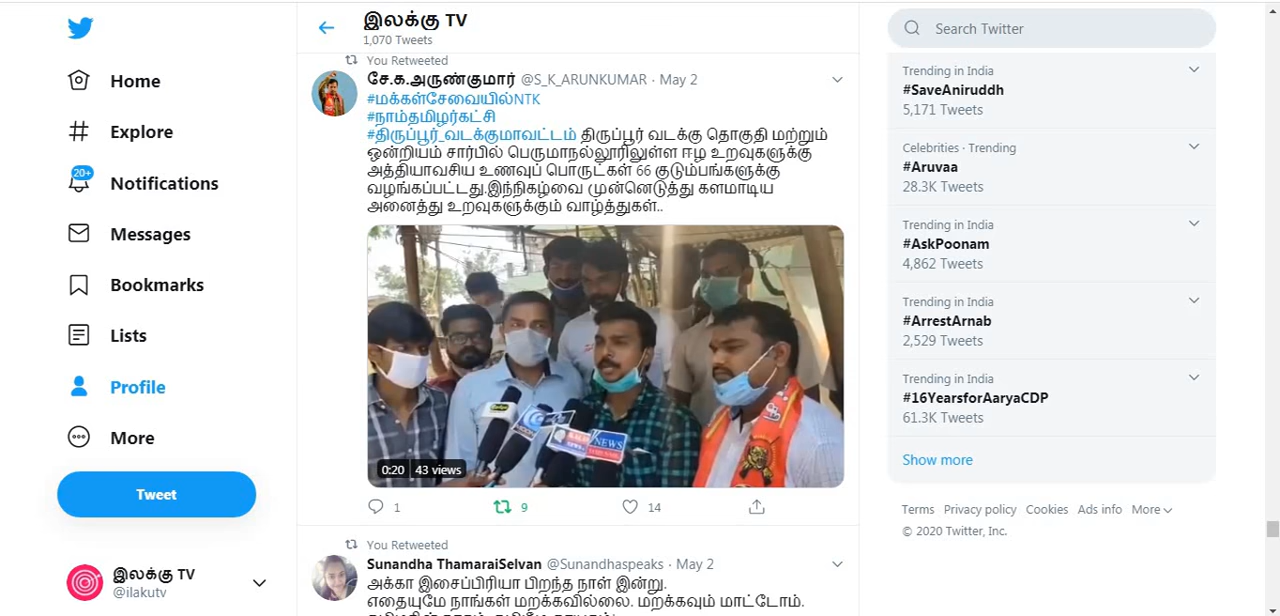 Home
Explore
20+
Notifications
Messages
Bookmarks
Lists
Profile
More
Tweet
இலக்கு TV
@ilakutv
இலக்கு TV
1,070 Tweets
You Retweeted
சே.க.அருண்குமார் @S_K_ARUNKUMAR · May 2
#மக்கள்சேவையில்NTK
#நாம்தமிழர்கட்சி
#திருப்பூர்_வடக்குமாவட்டம் திருப்பூர் வடக்கு தொகுதி மற்றும்
ஒன்றியம் சார்பில் பெருமாநல்லூரிலுள்ள ஈழ உறவுகளுக்கு
அத்தியாவசிய உணவுப் பொருட்கள் 66 குடும்பங்களுக்கு
வழங்கப்பட்டது.இந்நிகழ்வை முன்னெடுத்து களமாடிய
அனைத்து உறவுகளுக்கும் வாழ்த்துகள்..
NEWS
0:20 43 views
1 9 14
You Retweeted
Sunandha ThamaraiSelvan @Sunandhaspeaks · May 2
அக்கா இசைப்பிரியா பிறந்த நாள் இன்று.
எதையுமே நாங்கள் மறக்கவில்லை. மறக்கவும் மாட்டோம்.
Search Twitter
Trending in India
#SaveAniruddh
5,171 Tweets
Celebrities · Trending
#Aruvaa
28.3K Tweets
Trending in India
#AskPoonam
4,862 Tweets
Trending in India
#ArrestArnab
2,529 Tweets
Trending in India
#16YearsforAaryaCDP
61.3K Tweets
Show more
Terms Privacy policy Cookies Ads info More
© 2020 Twitter, Inc.